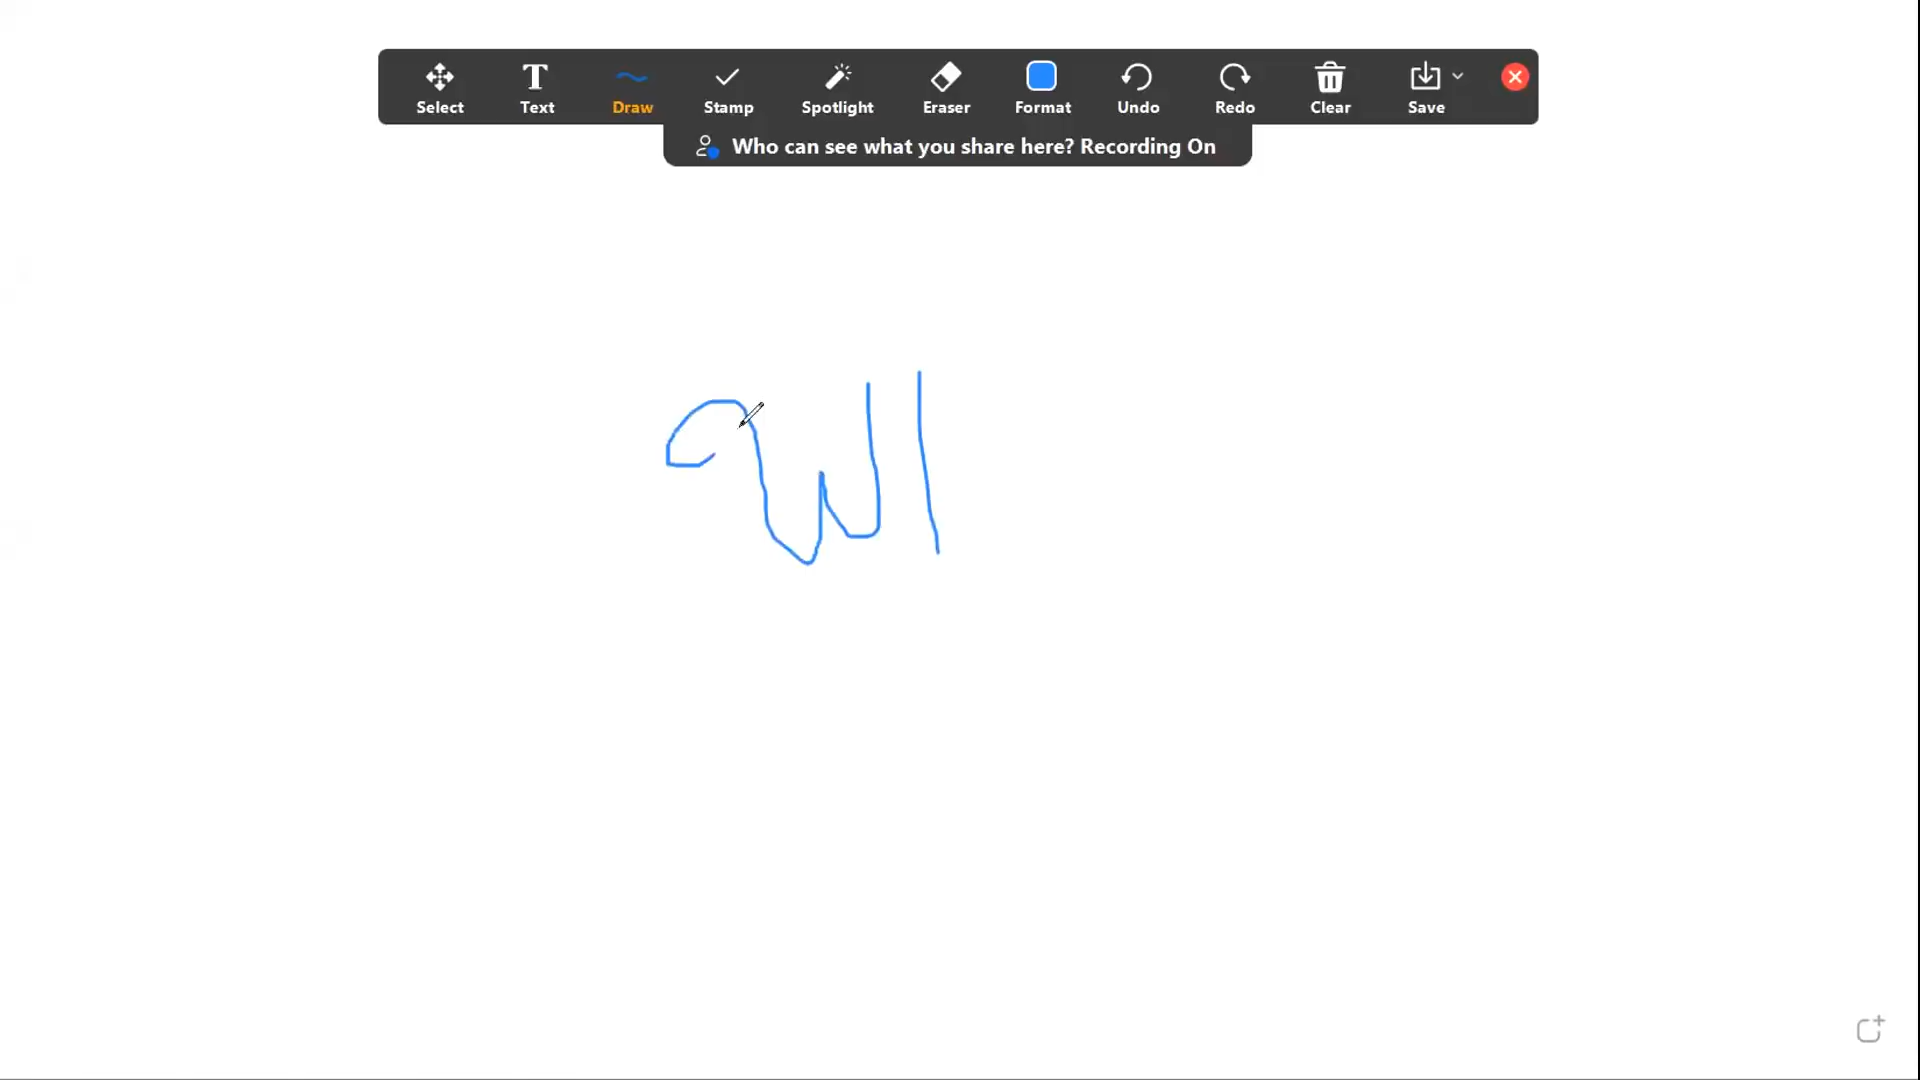 Select Text Draw Stamp Spotlight Eraser Format Undo Redo Clear Save
Who can see what you share here? Recording On